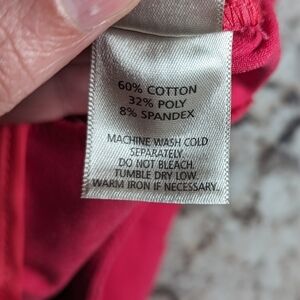 60% COTTON
32% POLY
8% SPANDEX
MACHINE WASH COLD
SEPARATELY.
DO NOT BLEACH.
TUMBLE DRY LOW.
WARM IRON IF NECESSARY.